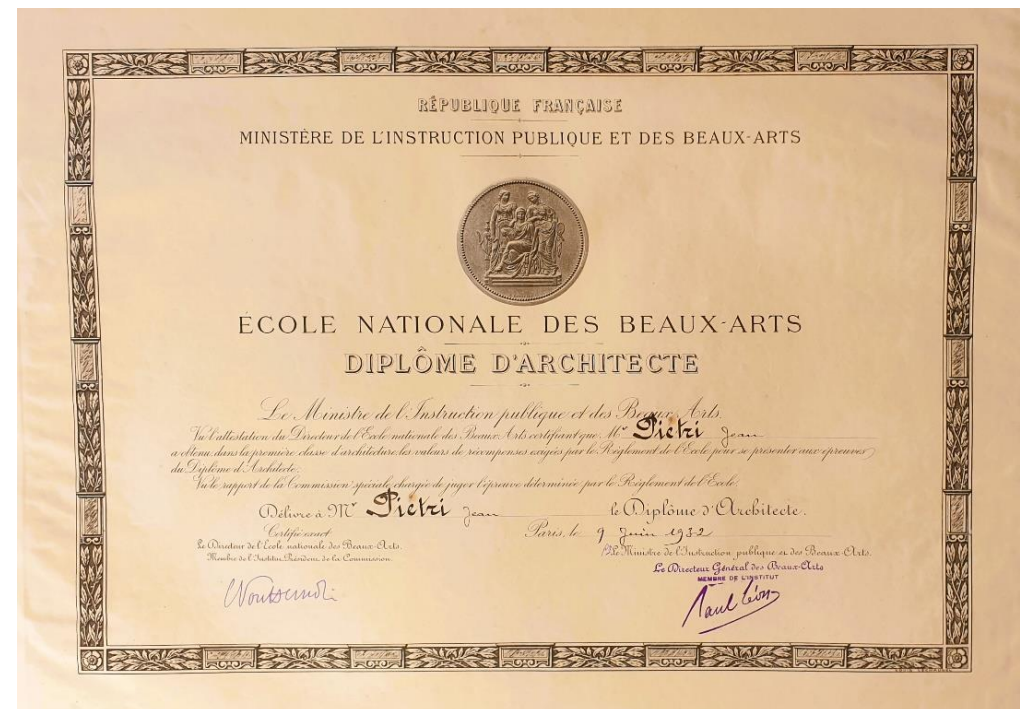 RÉPUBLIQUE FRANÇAISE
MINISTÈRE DE L'INSTRUCTION PUBLIQUE ET DES BEAUX-ARTS
ÉCOLE NATIONALE DES BEAUX-ARTS
DIPLÔME D'ARCHITECTE
Le Ministre de l'Instruction publique et des Beaux-Arts,
Vu l'attestation du Directeur de l'Ecole nationale des Beaux-Arts certifiant que Mr Pietri Jean
a obtenu, dans la première classe d'architecture, les valeurs de récompenses exigées par le Règlement de l'Ecole, pour se présenter aux épreuves
du Diplôme d'Architecte,
Vu le rapport de la Commission spéciale chargée de juger l'épreuve déterminée par le Règlement de l'Ecole,
Délivre à Mr Pietri Jean le Diplôme d'Architecte.
Certifié exact Paris, le 9 Juin 1932
Le Directeur de l'Ecole nationale des Beaux-Arts. Le Ministre de l'Instruction publique et des Beaux-Arts.
Membre de l'Institut Président de la Commission
Le Directeur Général des Beaux-Arts
MEMBRE DE L'INSTITUT
Paul Léon